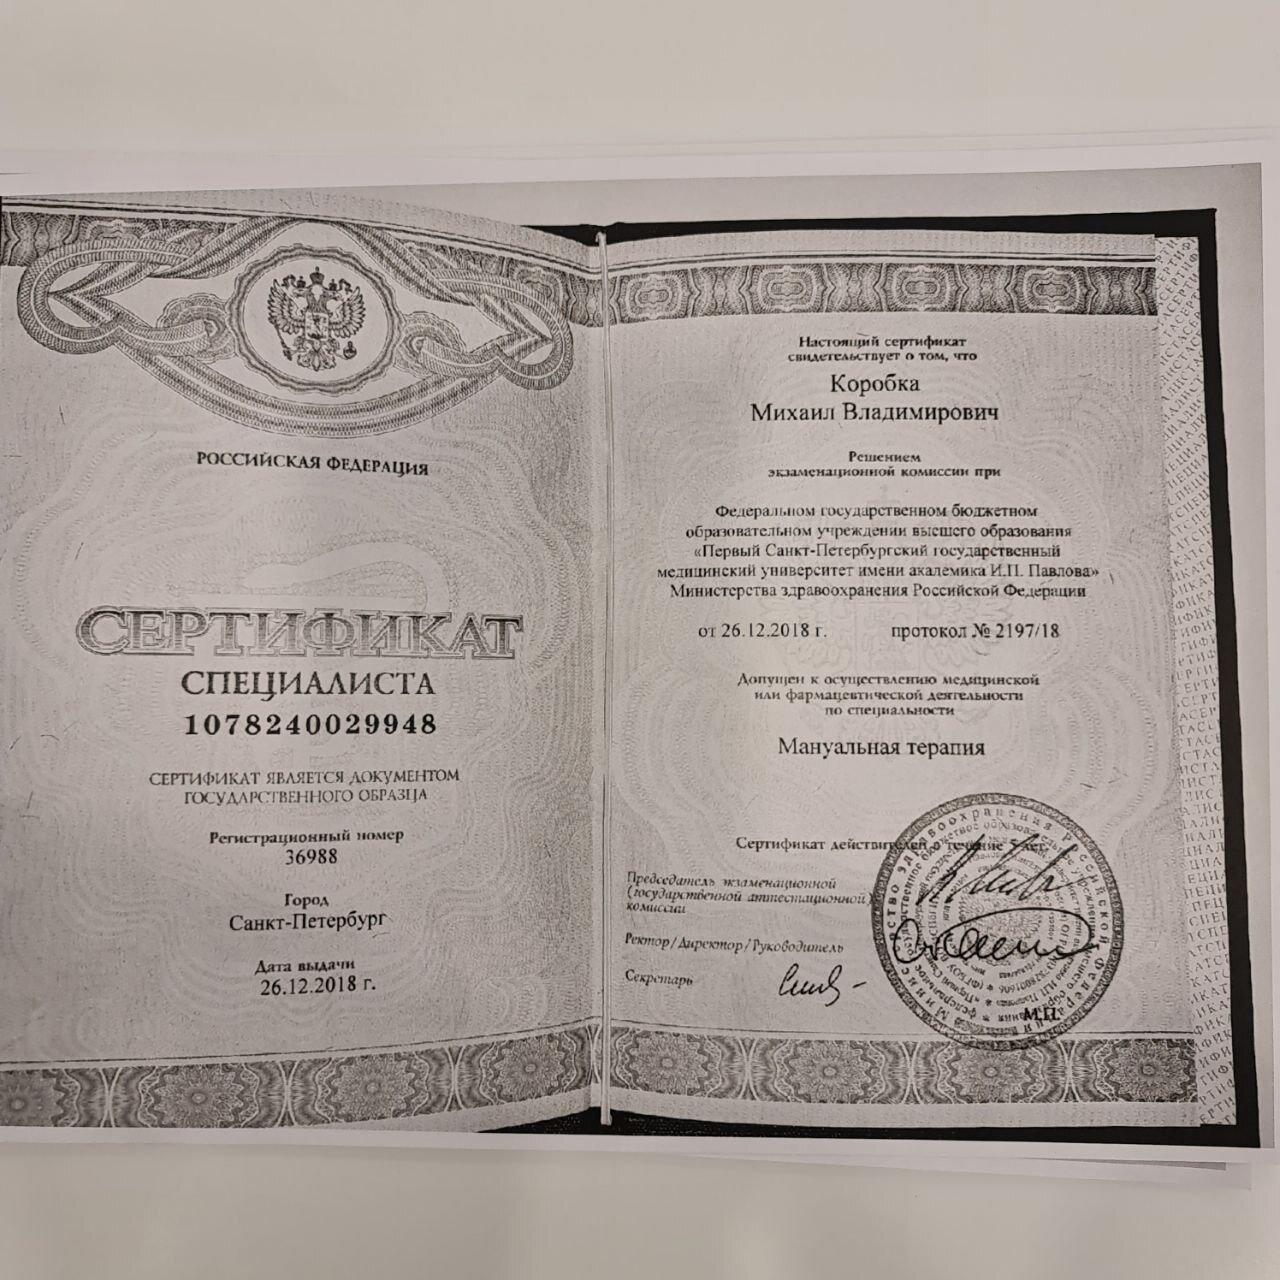 РОССИЙСКАЯ ФЕДЕРАЦИЯ
СЕРТИФИКАТ
СПЕЦИАЛИСТА
1078240029948
СЕРТИФИКАТ ЯВЛЯЕТСЯ ДОКУМЕНТОМ
ГОСУДАРСТВЕННОГО ОБРАЗЦА
Регистрационный номер
36988
Город
Санкт-Петербург
Дата выдачи
26.12.2018 г.
Настоящий сертификат
свидетельствует о том, что
Коробка
Михаил Владимирович
Решением
экзаменационной комиссии при
Федеральном государственном бюджетном
образовательном учреждении высшего образования
«Первый Санкт-Петербургский государственный
медицинский университет имени академика И.П. Павлова»
Министерства здравоохранения Российской Федерации
от 26.12.2018 г. протокол № 2197/18
Допущен к осуществлению медицинской
или фармацевтической деятельности
по специальности
Мануальная терапия
Сертификат действителен в течение 5 лет.
Председатель экзаменационной
(государственной аттестационной)
комиссии
Ректор/Директор/Руководитель
Секретарь
М.П.